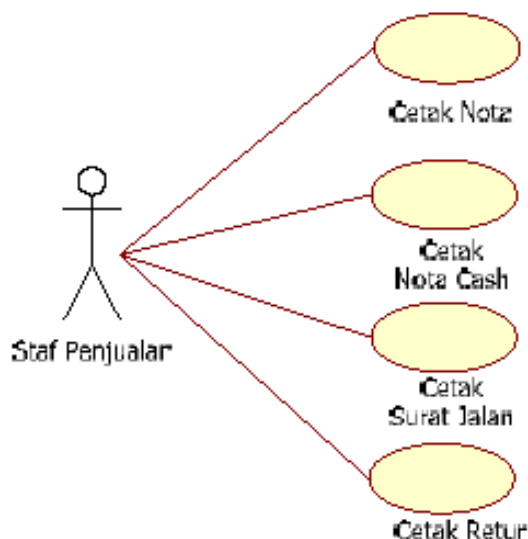 Cetak Nota
Cetak
Nota Cash
Staf Penjualan
Cetak
Surat Jalan
Cetak Retur